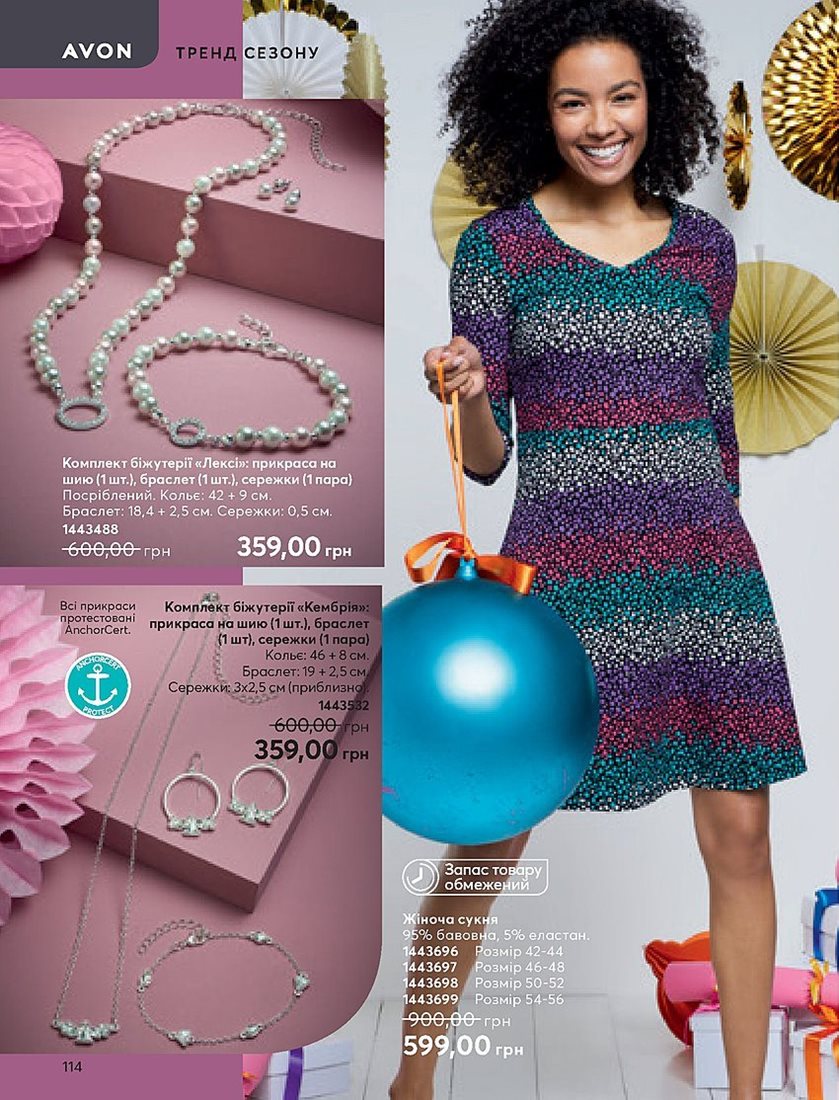 AVON
ТРЕНД СЕЗОНУ
Комплект біжутерії «Лексі»: прикраса на
шию (1 шт.), браслет (1 шт.), сережки (1 пара)
Посріблений. Кольє: 42 + 9 см.
Браслет: 18,4 + 2,5 см. Сережки: 0,5 см.
1443488
600,00 грн 359,00 грн
Всі прикраси
протестовані
AnchorCert.
ANCHORCERT
PROTECT
Комплект біжутерії «Кембрія»:
прикраса на шию (1 шт.), браслет
(1 шт), сережки (1 пара)
Кольє: 46 + 8 см.
Браслет: 19 + 2,5 см.
Сережки: 3х2,5 см (приблизно).
1443532
600,00 грн
359,00 грн
Запас товару
обмежений
Жіноча сукня
95% бавовна, 5% еластан.
1443696 Розмір 42-44
1443697 Розмір 46-48
1443698 Розмір 50-52
1443699 Розмір 54-56
900,00 грн
599,00 грн
114